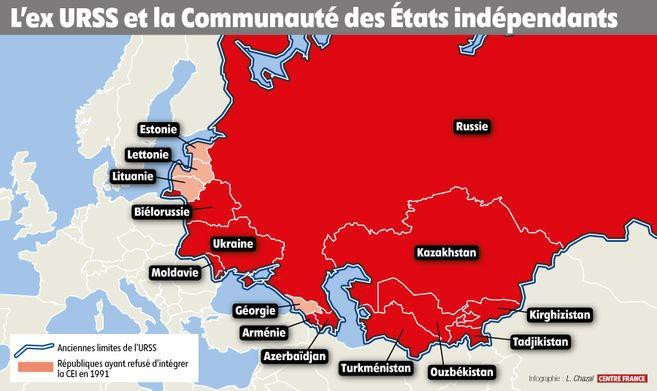 L'ex URSS et la Communauté des États indépendants
Russie
Estonie
Lettonie
Lituanie
Biélorussie
Ukraine
Kazakhstan
Moldavie
Géorgie
Kirghizistan
Arménie
Tadjikistan
Azerbaïdjan
Turkménistan
Ouzbékistan
Anciennes limites de l'URSS
Républiques ayant refusé d'intégrer
la CEI en 1991
Infographie : L. Chazal CENTRE FRANCE